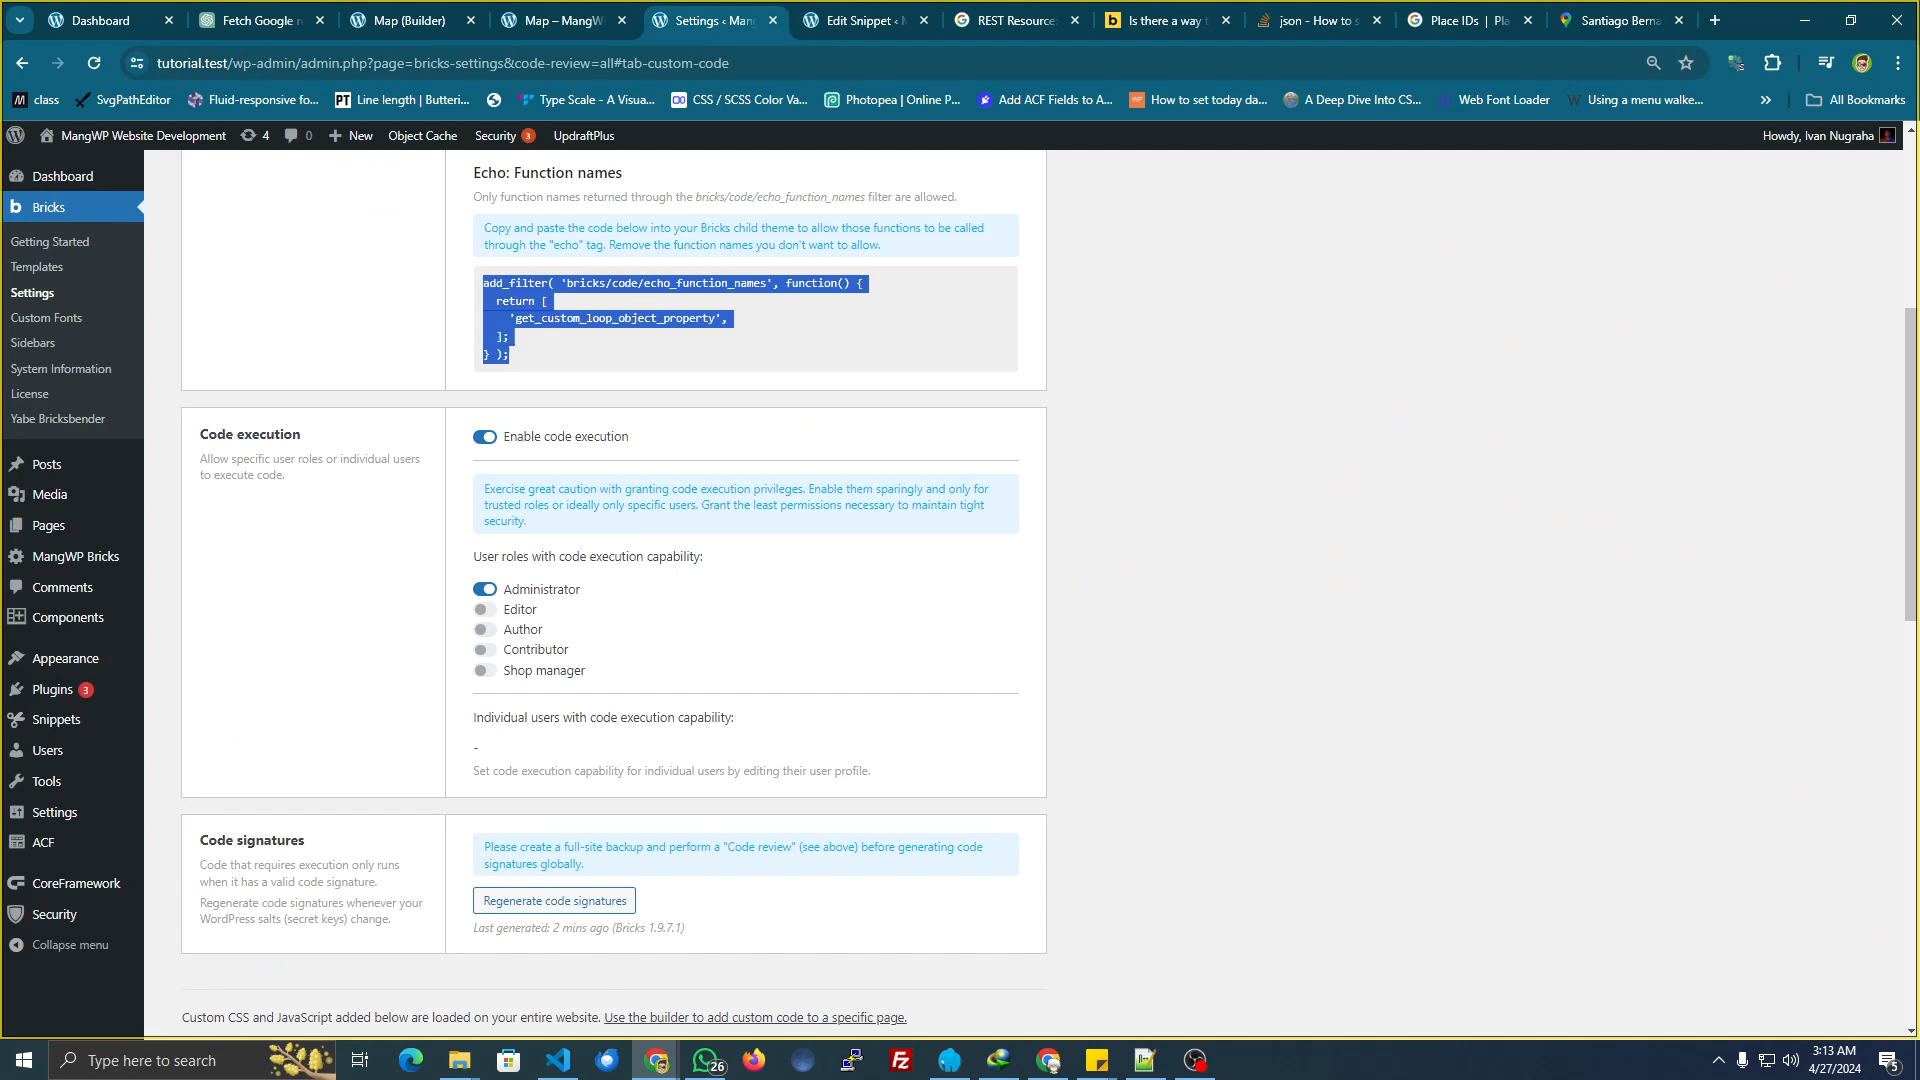 Dashboard
Fetch Google r
Map (Builder)
Map – MangW
Settings ‹ Man
Edit Snippet ‹
REST Resource:
Is there a way t
json - How to s
Place IDs | Pla
Santiago Berna
tutorial.test/wp-admin/admin.php?page=bricks-settings&code-review=all#tab-custom-code
class
SvgPathEditor
Fluid-responsive fo...
PT Line length | Butteri...
Type Scale - A Visua...
CSS / SCSS Color Va...
Photopea | Online P...
Add ACF Fields to A...
How to set today da...
A Deep Dive Into CS...
Web Font Loader
Using a menu walke...
All Bookmarks
MangWP Website Development
4
0
New
Object Cache
Security 3
UpdraftPlus
Howdy, Ivan Nugraha
Dashboard
Bricks
Getting Started
Templates
Settings
Custom Fonts
Sidebars
System Information
License
Yabe Bricksbender
Posts
Media
Pages
MangWP Bricks
Comments
Components
Appearance
Plugins 3
Snippets
Users
Tools
Settings
ACF
CoreFramework
Security
Collapse menu
Echo: Function names
Only function names returned through the bricks/code/echo_function_names filter are allowed.
Copy and paste the code below into your Bricks child theme to allow those functions to be called
through the "echo" tag. Remove the function names you don't want to allow.
add_filter( 'bricks/code/echo_function_names', function() {
return [
'get_custom_loop_object_property',
];
} );
Code execution
Allow specific user roles or individual users
to execute code.
Enable code execution
Exercise great caution with granting code execution privileges. Enable them sparingly and only for
trusted roles or ideally only specific users. Grant the least permissions necessary to maintain tight
security.
User roles with code execution capability:
Administrator
Editor
Author
Contributor
Shop manager
Individual users with code execution capability:
-
Set code execution capability for individual users by editing their user profile.
Code signatures
Code that requires execution only runs
when it has a valid code signature.
Regenerate code signatures whenever your
WordPress salts (secret keys) change.
Please create a full-site backup and perform a "Code review" (see above) before generating code
signatures globally.
Regenerate code signatures
Last generated: 2 mins ago (Bricks 1.9.7.1)
Custom CSS and JavaScript added below are loaded on your entire website. Use the builder to add custom code to a specific page.
Type here to search
26
3:13 AM
4/27/2024
5